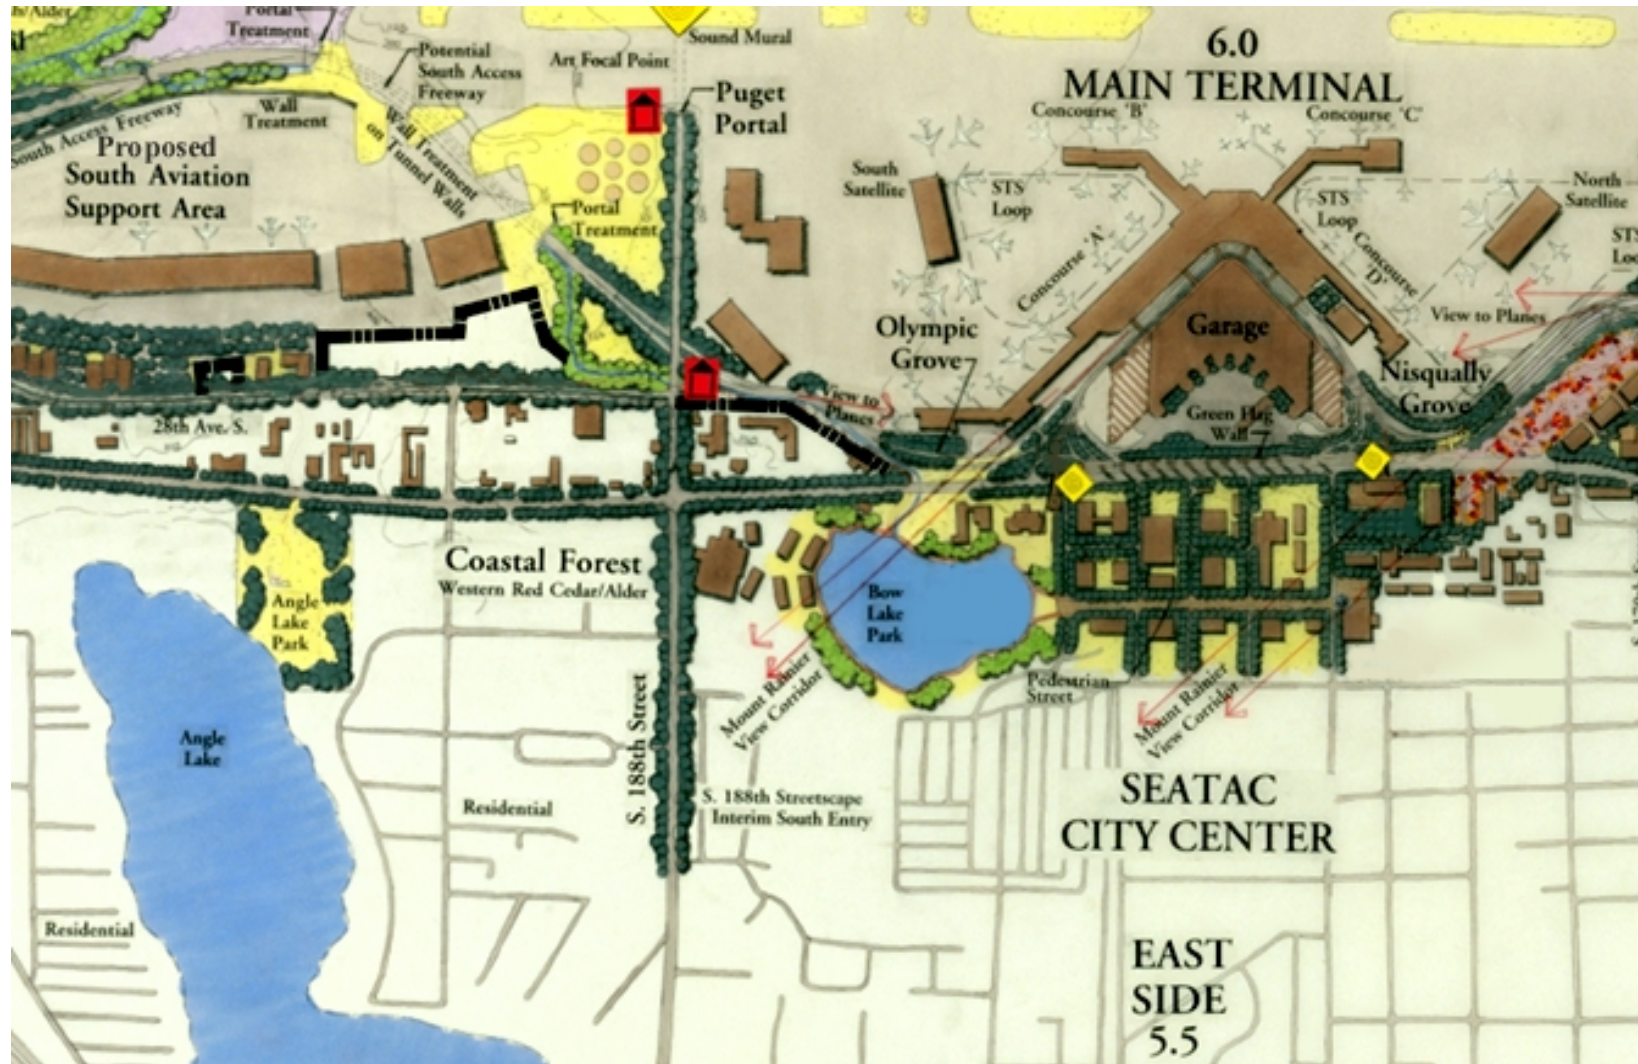 h/Alder
Portal
Treatment
Potential
South Access
Freeway
Art Focal Point
Sound Mural
6.0
MAIN TERMINAL
Concourse 'B'
Concourse 'C'
Wall
Treatment
South Access Freeway
Wall Treatment
on Tunnel Walls
Puget
Portal
Proposed
South Aviation
Support Area
South
Satellite
STS
Loop
STS
Loop
North
Satellite
STS
Portal
Treatment
Concourse 'A'
Concourse
'D'
View to Planes
Olympic
Grove
Garage
Nisqually
Grove
View to
Planes
Green Hwy
Wall
28th Ave. S.
Coastal Forest
Western Red Cedar/Alder
Angle
Lake
Park
Bow
Lake
Park
Pedestrian
Street
Mount Rainier
View Corridor
Mount Rainier
View Corridor
S. 188th Street
Angle
Lake
Residential
S. 188th Streetscape
Interim South Entry
SEATAC
CITY CENTER
Residential
EAST
SIDE
5.5